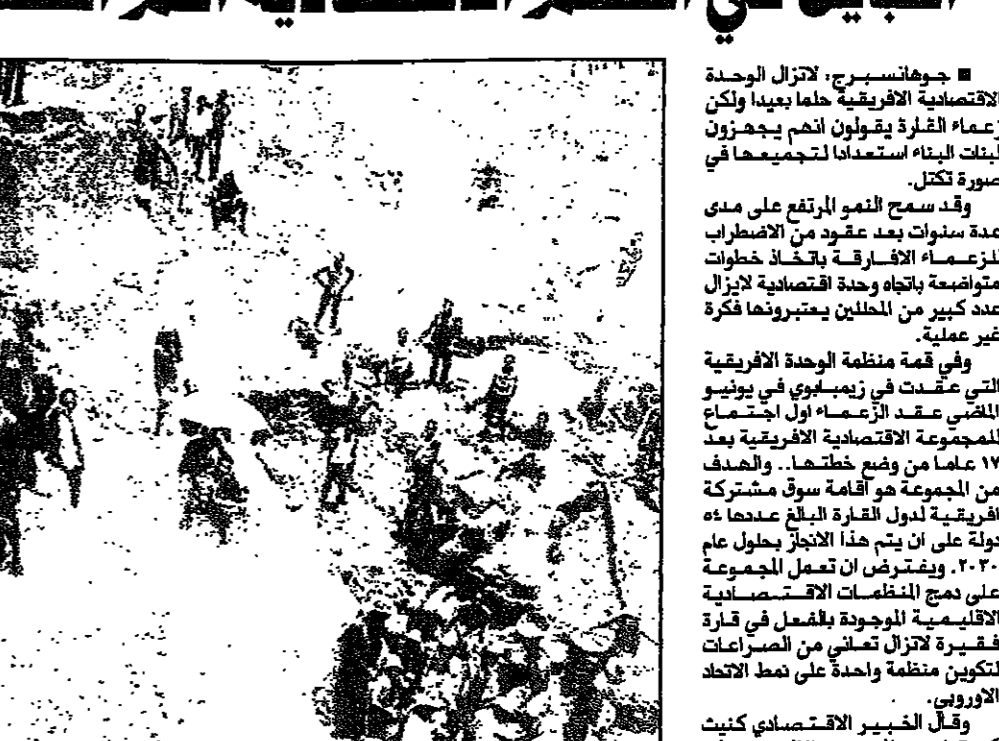 ■ جوهانسبرج: لاتزال الوحدة
الاقتصادية الافريقية حلما بعيدا ولكن
زعماء القارة يقولون انهم يجهزون
لبنات البناء استعدادا لتجميعها في
صورة تكتل.
وقد سمح النمو المرتفع على مدى
عدة سنوات بعد عقود من الاضطراب
للزعماء الافارقة باتخاذ خطوات
متواضعة باتجاه وحدة اقتصادية لايزال
عدد كبير من المحللين يعتبرونها فكرة
غير عملية.
وفي قمة منظمة الوحدة الافريقية
التي عقدت في زيمبابوي في يونيو
الماضي عقد الزعماء اول اجتماع
للمجموعة الاقتصادية الافريقية بعد
١٧ عاما من وضع خطتها.. والهدف
من المجموعة هو اقامة سوق مشتركة
افريقية لدول القارة البالغ عددها ٥٤
دولة على ان يتم هذا الانجاز بحلول عام
٢٠٣٠. ويفترض ان تعمل المجموعة
على دمج المنظمات الاقتصادية
الاقليمية الموجودة بالفعل في قارة
فقيرة لاتزال تعاني من الصراعات
لتكوين منظمة واحدة على نمط الاتحاد
الاوروبي.
وقال الخبير الاقتصادي كنيث